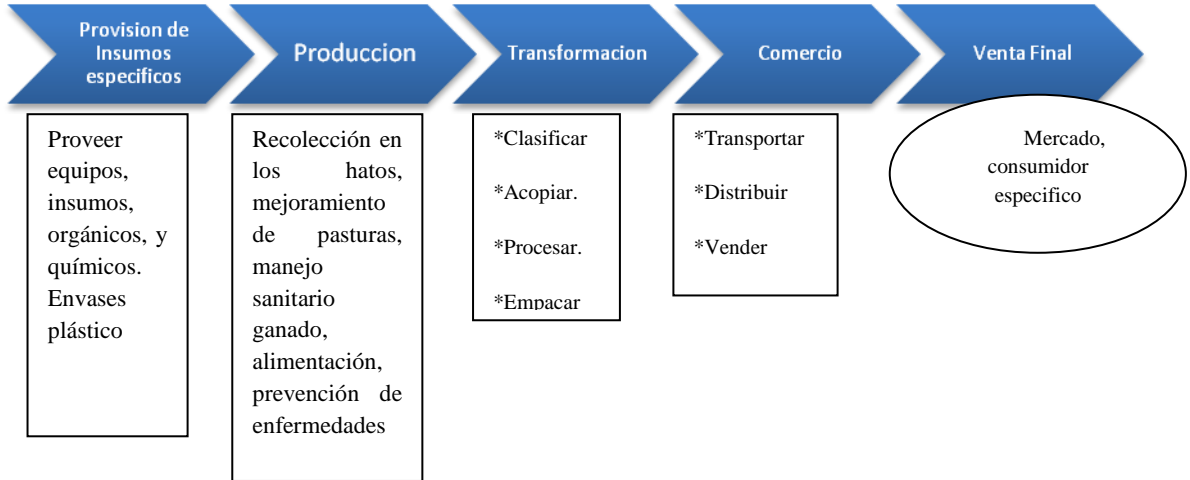 Provision de
Insumos
especificos
Produccion
Transformacion
Comercio
Venta Final
Proveer
equipos,
insumos,
orgánicos, y
químicos.
Envases
plástico
Recolección en
los hatos,
mejoramiento
de pasturas,
manejo
sanitario
ganado,
alimentación,
prevención de
enfermedades
*Clasificar
*Acopiar.
*Procesar.
*Empacar
*Transportar
*Distribuir
*Vender
Mercado,
consumidor
especifico